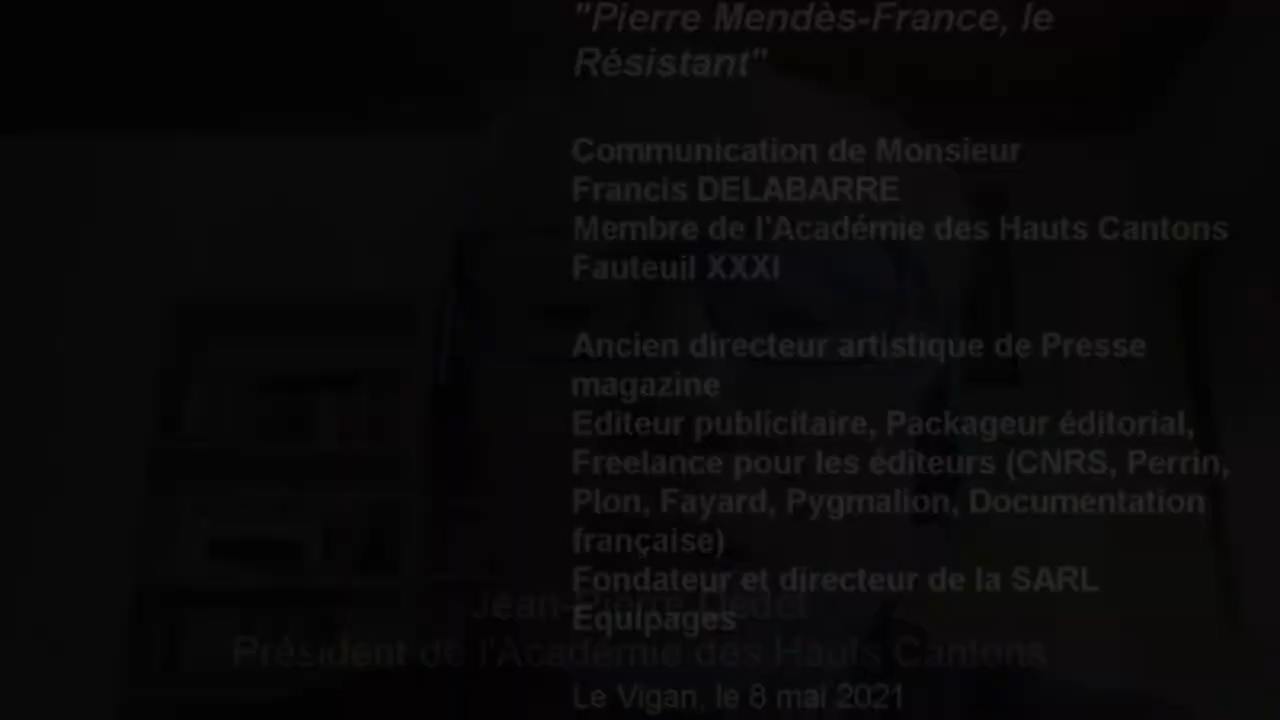 "Pierre Mendès-France, le
Résistant"
Communication de Monsieur
Francis DELABARRE
Membre de l'Académie des Hauts Cantons
Fauteuil XXXI
Ancien directeur artistique de Presse
magazine
Editeur publicitaire, Packageur éditorial,
Freelance pour les éditeurs (CNRS, Perrin,
Plon, Fayard, Pygmalion, Documentation
française)
Fondateur et directeur de la SARL
Equipages
Jean-Pierre
Président de l'Académie des Hauts Cantons
Le Vigan, le 8 mai 2021